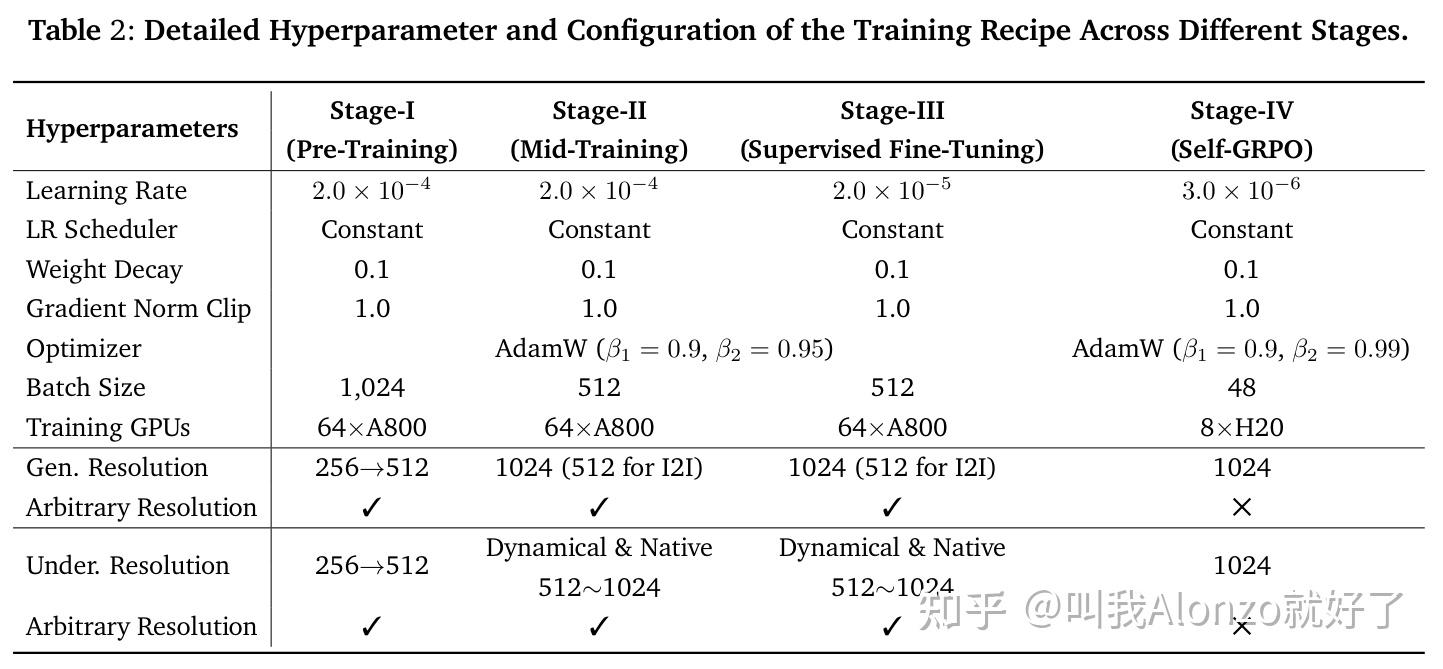 Table 2: Detailed Hyperparameter and Configuration of the Training Recipe Across Different Stages.
Hyperparameters Stage-I (Pre-Training) Stage-II (Mid-Training) Stage-III (Supervised Fine-Tuning) Stage-IV (Self-GRPO)
Learning Rate 2.0 × 10⁻⁴ 2.0 × 10⁻⁴ 2.0 × 10⁻⁵ 3.0 × 10⁻⁶
LR Scheduler Constant Constant Constant Constant
Weight Decay 0.1 0.1 0.1 0.1
Gradient Norm Clip 1.0 1.0 1.0 1.0
Optimizer AdamW (β₁ = 0.9, β₂ = 0.95) AdamW (β₁ = 0.9, β₂ = 0.99)
Batch Size 1,024 512 512 48
Training GPUs 64×A800 64×A800 64×A800 8×H20
Gen. Resolution 256→512 1024 (512 for I2I) 1024 (512 for I2I) 1024
Arbitrary Resolution ✓ ✓ ✓ ×
Under. Resolution 256→512 Dynamical & Native 512∼1024 Dynamical & Native 512∼1024 1024
Arbitrary Resolution ✓ ✓ ✓ ×
知乎 @叫我Alonzo就好了